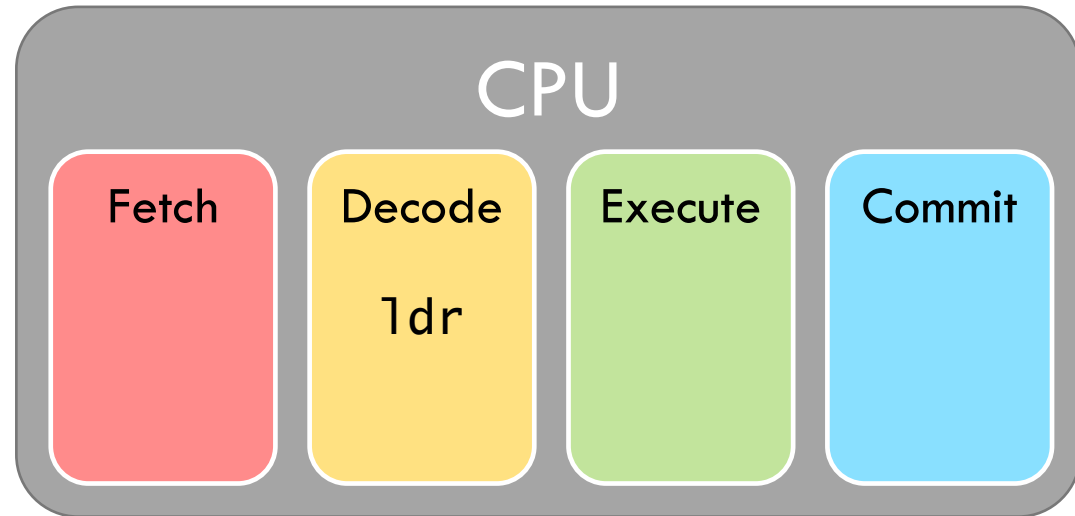 CPU
Fetch
Decode
Execute
Commit
ldr